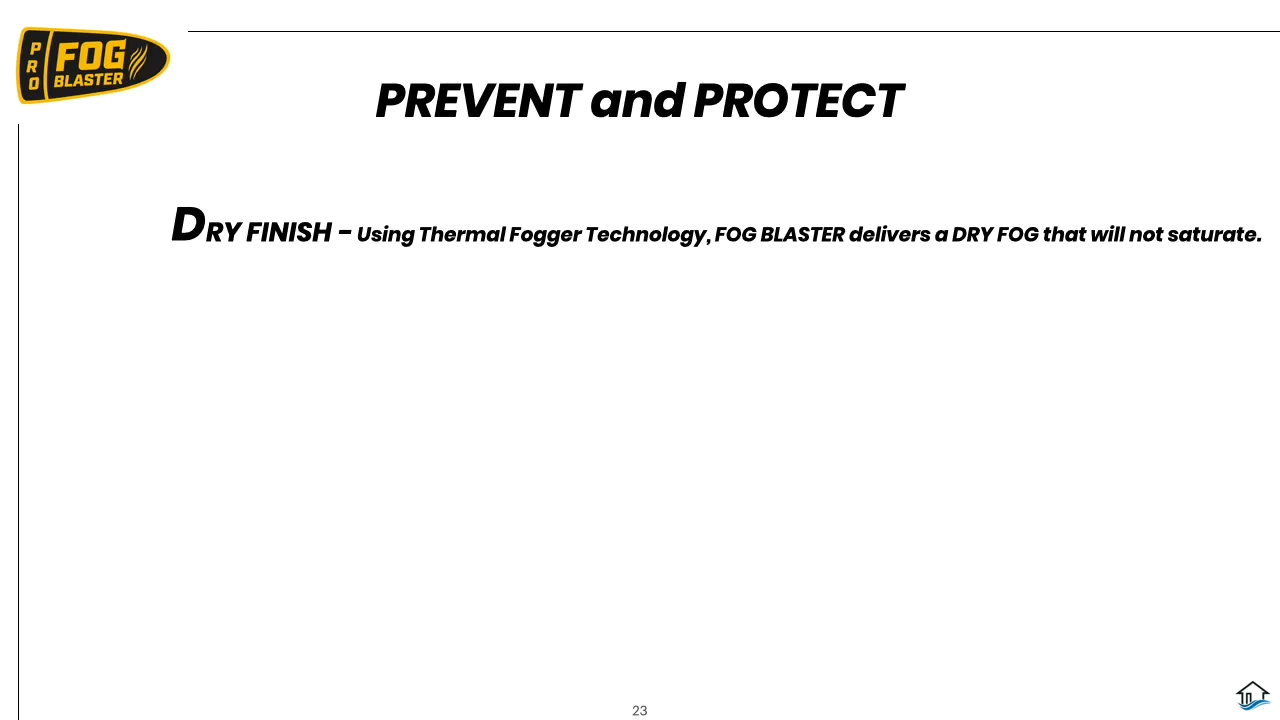 PRO
FOG
BLASTER
PREVENT and PROTECT
DRY FINISH - Using Thermal Fogger Technology, FOG BLASTER delivers a DRY FOG that will not saturate.
23